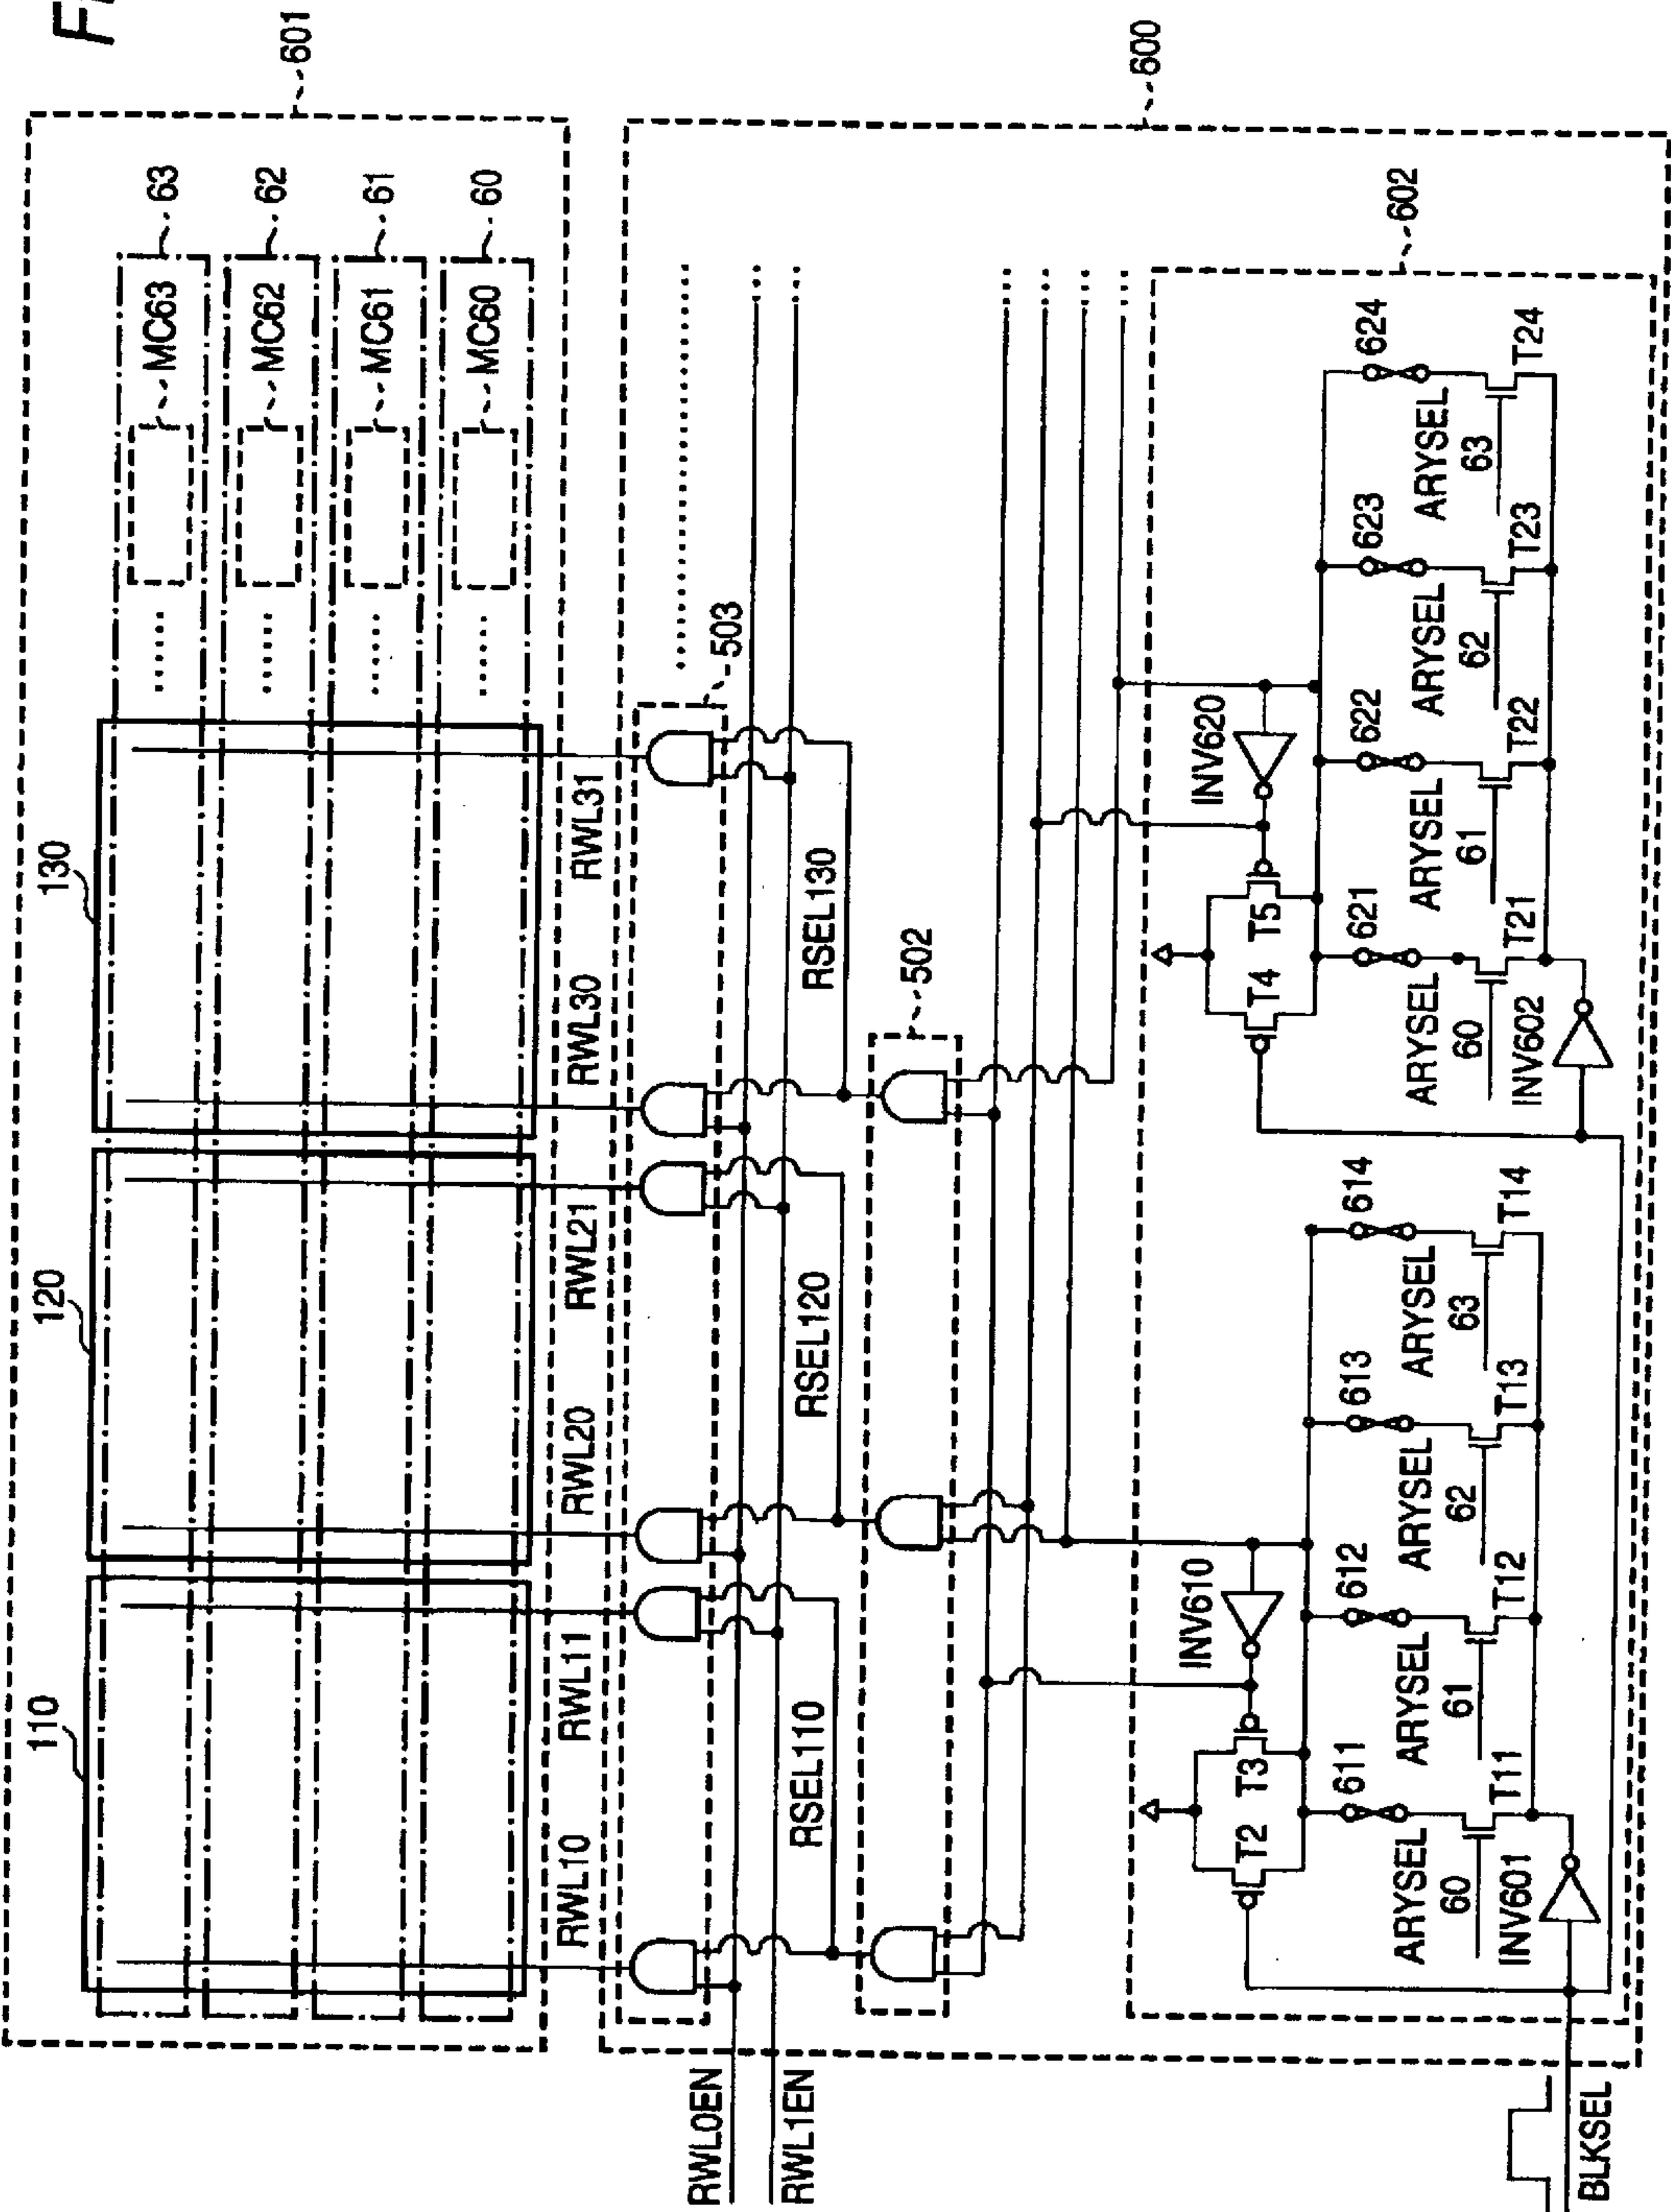 601
63
62
61
60
MC63
MC62
MC61
MC60
130
120
110
RWL31
RWL30
RWL21
RWL20
RWL11
RWL10
600
503
RSEL130
RSEL120
RSEL110
502
RWL0EN
RWL1EN
602
INV620
T4
T5
621
622
623
624
ARYSEL
60
ARYSEL
61
ARYSEL
62
ARYSEL
63
T21
T22
T23
T24
INV602
INV610
T2
T3
611
612
613
614
ARYSEL
60
ARYSEL
61
ARYSEL
62
ARYSEL
63
T11
T12
T13
T14
INV601
BLKSEL